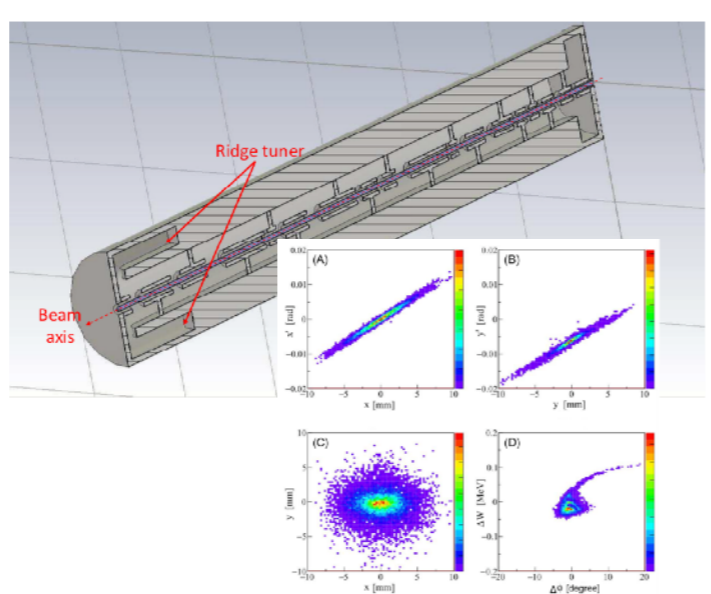 Ridge tuner
Beam
axis
(A)
0.02
0.01
0
-0.01
-0.02
x' [rad]
-10 -5 0 5 10
x [mm]
(B)
0.02
0.01
0
-0.01
-0.02
y' [rad]
-10 -5 0 5 10
y [mm]
(C)
10
5
0
-5
-10
y [mm]
-10 -5 0 5 10
x [mm]
(D)
0.2
0.1
0
-0.1
-0.2
ΔW [MeV]
-20 -10 0 10 20
ΔΦ [degree]